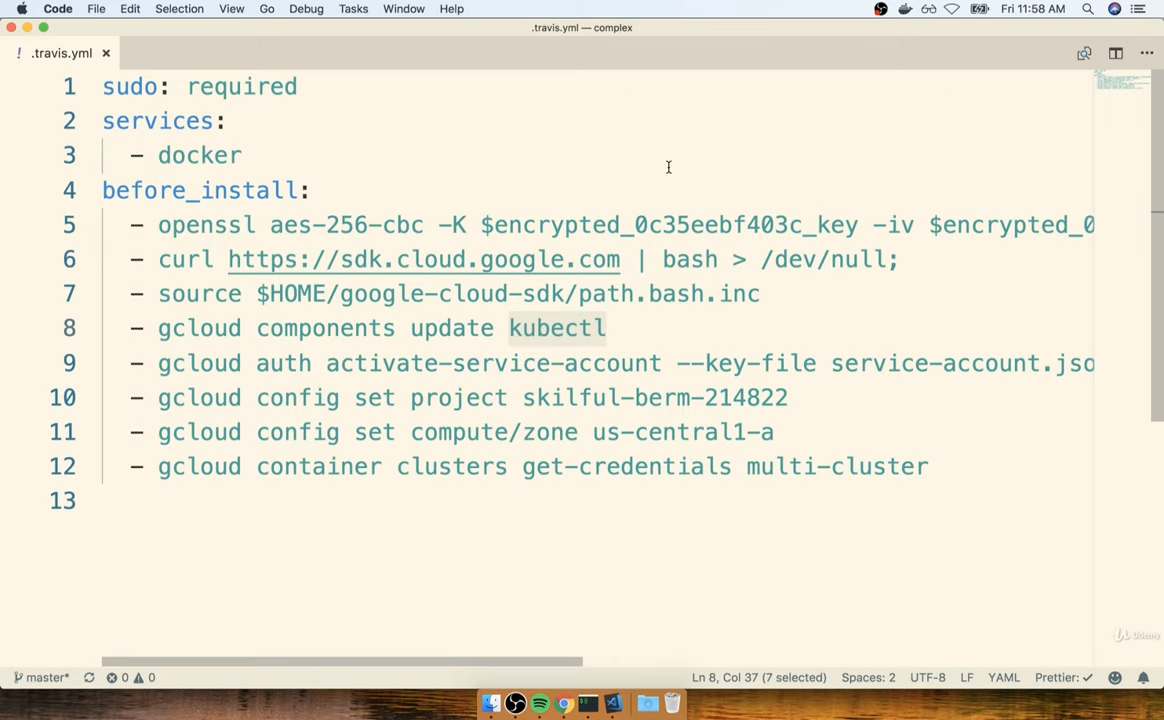 Code File Edit Selection View Go Debug Tasks Window Help Fri 11:58 AM
.travis.yml — complex
! .travis.yml ×
1 sudo: required
2 services:
3 - docker
4 before_install:
5 - openssl aes-256-cbc -K $encrypted_0c35eebf403c_key -iv $encrypted_0
6 - curl https://sdk.cloud.google.com | bash > /dev/null;
7 - source $HOME/google-cloud-sdk/path.bash.inc
8 - gcloud components update kubectl
9 - gcloud auth activate-service-account --key-file service-account.jso
10 - gcloud config set project skilful-berm-214822
11 - gcloud config set compute/zone us-central1-a
12 - gcloud container clusters get-credentials multi-cluster
13
Udemy
master* 0 0 Ln 8, Col 37 (7 selected) Spaces: 2 UTF-8 LF YAML Prettier: ✓